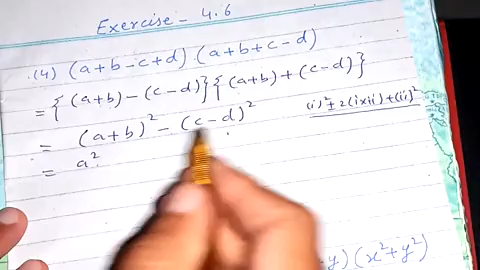 Exercise - 4.6
(4) (a+b-c+d) (a+b+c-d)
= {(a+b)-(c-d)}{(a+b)+(c-d)}
= (a+b)² - (c-d)²
(i)² ± 2(i×ii)+(ii)²
= a²
y) (x²+y²)